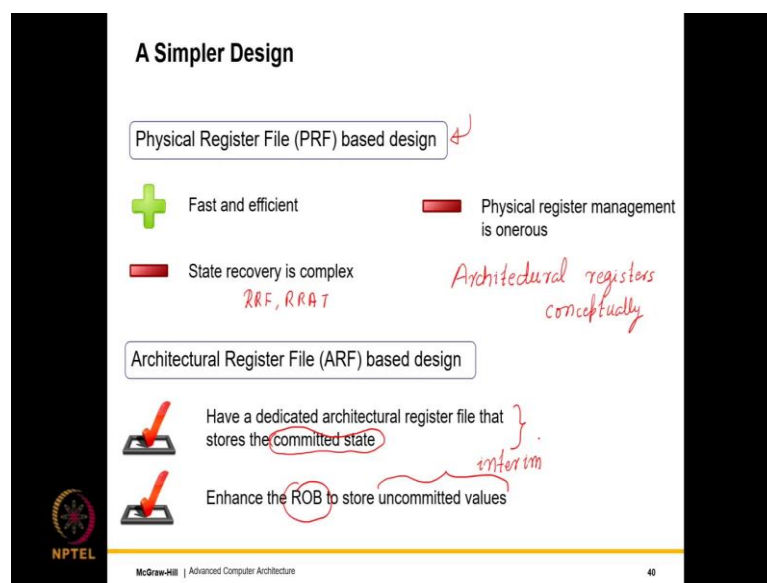 A Simpler Design
Physical Register File (PRF) based design
Fast and efficient
Physical register management
is onerous
State recovery is complex
RRF, RRAT
Architedural registers
conceptually
Architectural Register File (ARF) based design
Have a dedicated architectural register file that
stores the committed state
interim
Enhance the ROB to store uncommitted values
NPTEL
McGraw-Hill | Advanced Computer Architecture
40